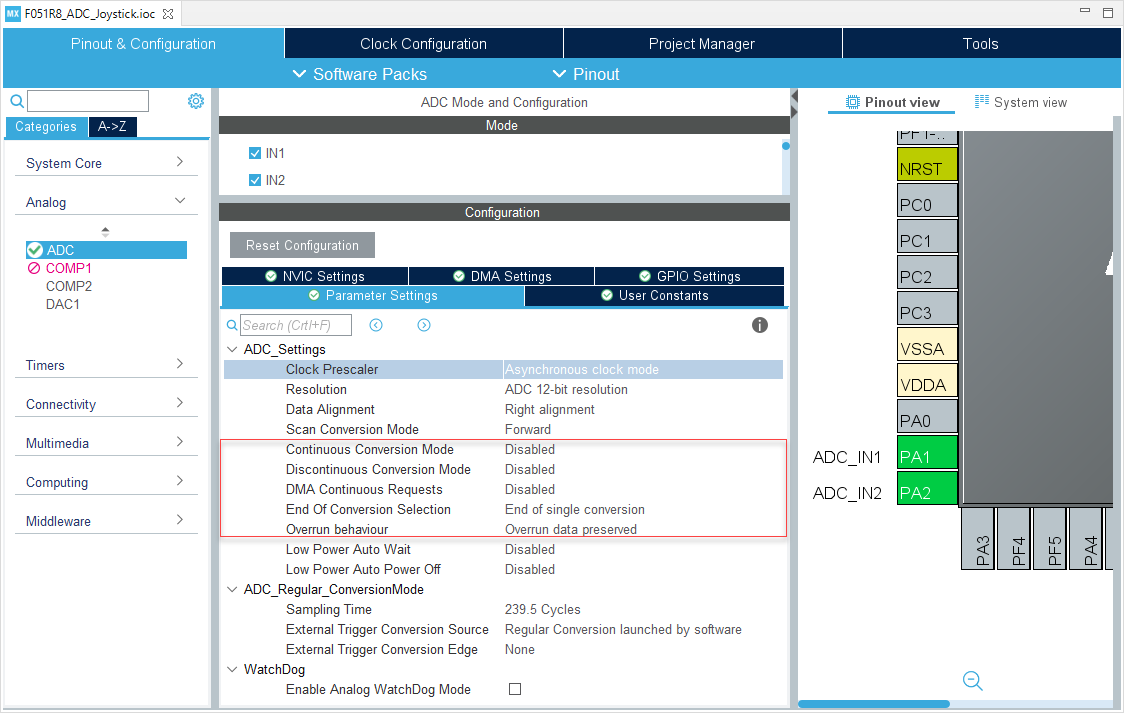 MX F051R8_ADC_Joystick.ioc
Pinout & Configuration
Clock Configuration
Project Manager
Tools
Software Packs
Pinout
Categories
A->Z
System Core
Analog
ADC
COMP1
COMP2
DAC1
Timers
Connectivity
Multimedia
Computing
Middleware
ADC Mode and Configuration
Mode
IN1
IN2
Configuration
Reset Configuration
NVIC Settings
DMA Settings
GPIO Settings
Parameter Settings
User Constants
Search (Crtl+F)
ADC_Settings
Clock Prescaler Asynchronous clock mode
Resolution ADC 12-bit resolution
Data Alignment Right alignment
Scan Conversion Mode Forward
Continuous Conversion Mode Disabled
Discontinuous Conversion Mode Disabled
DMA Continuous Requests Disabled
End Of Conversion Selection End of single conversion
Overrun behaviour Overrun data preserved
Low Power Auto Wait Disabled
Low Power Auto Power Off Disabled
ADC_Regular_ConversionMode
Sampling Time 239.5 Cycles
External Trigger Conversion Source Regular Conversion launched by software
External Trigger Conversion Edge None
WatchDog
Enable Analog WatchDog Mode
Pinout view
System view
NRST
PC0
PC1
PC2
PC3
VSSA
VDDA
PA0
ADC_IN1 PA1
ADC_IN2 PA2
PA3
PF4
PF5
PA4